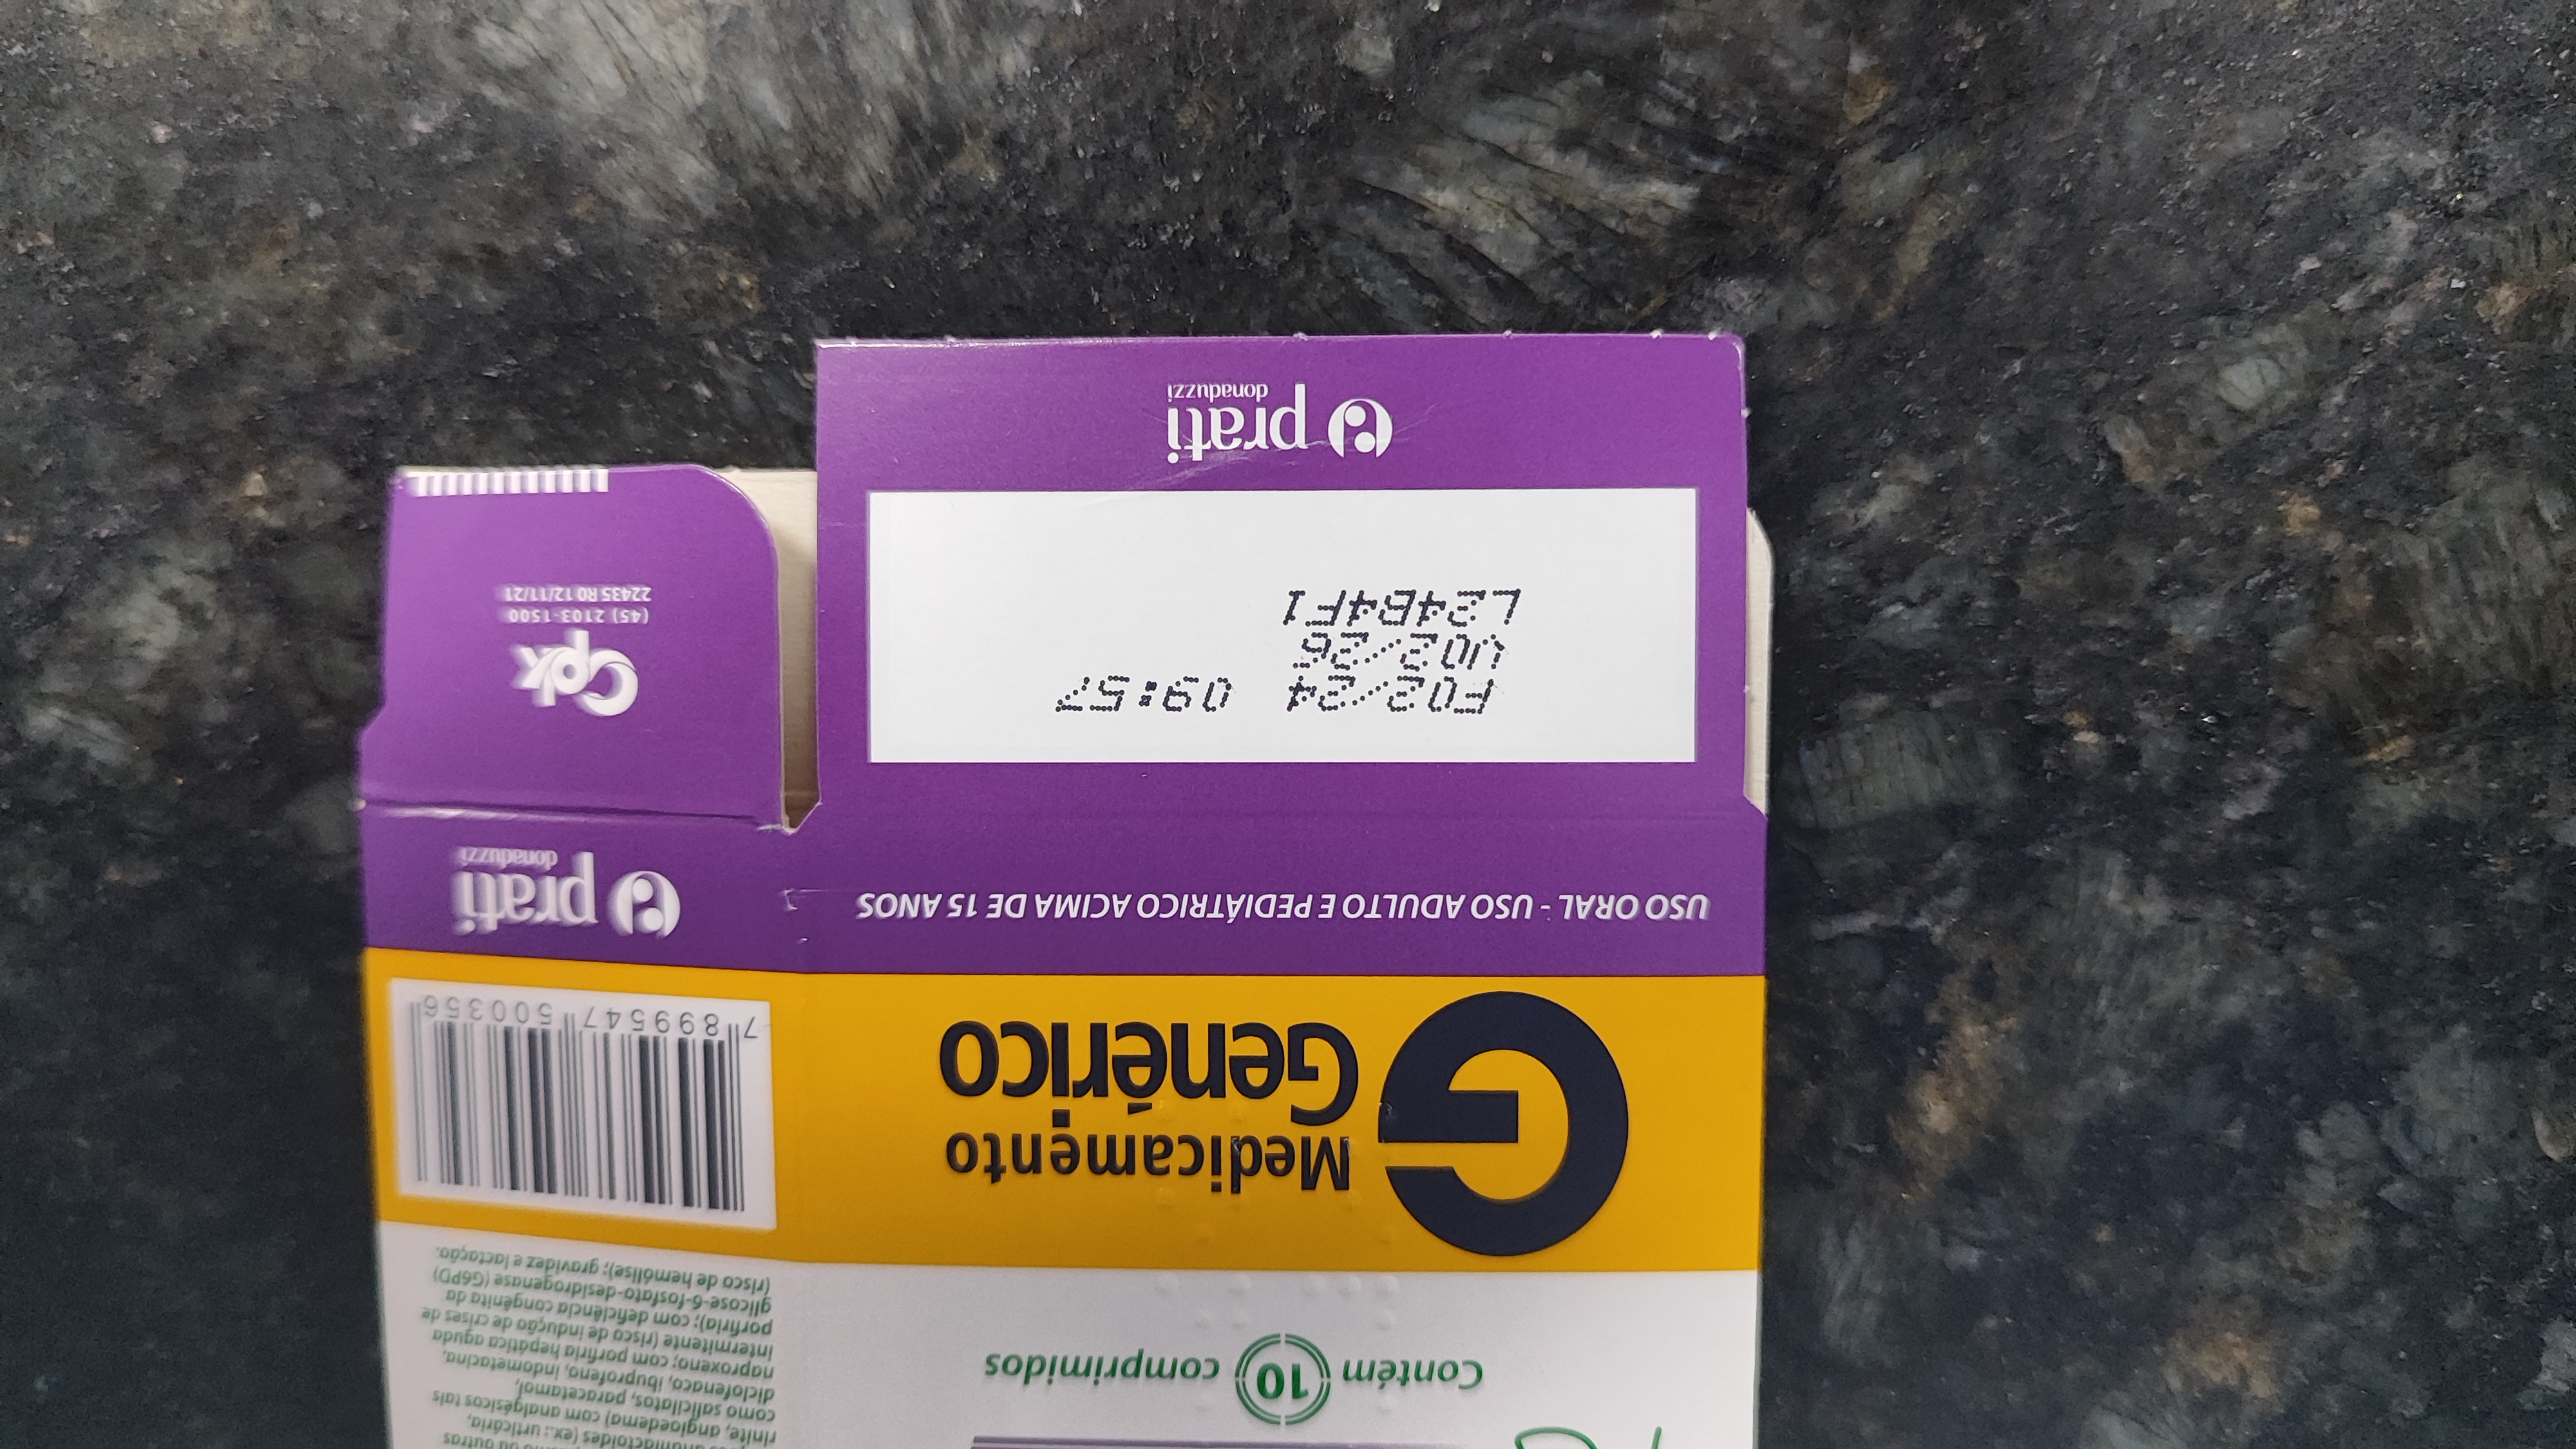 Contém 10 comprimidos
rinite, angioedema) com analgésicos tais
como salicilatos, paracetamol,
diclofenaco, ibuprofeno, indometacina,
naproxeno; com porfiria hepática aguda
intermitente (risco de indução de crises de
porfiria); com deficiência congênita da
glicose-6-fosfato-desidrogenase (G6PD)
(risco de hemólise); gravidez e lactação.
G Medicamento
Genérico
7 899547 500356
USO ORAL - USO ADULTO E PEDIÁTRICO ACIMA DE 15 ANOS
prati
donaduzzi
F02/24 09:57
V02/26
L24B4F1
Cpk
(45) 2103-1500
22435 R0 12/11/21
prati
donaduzzi